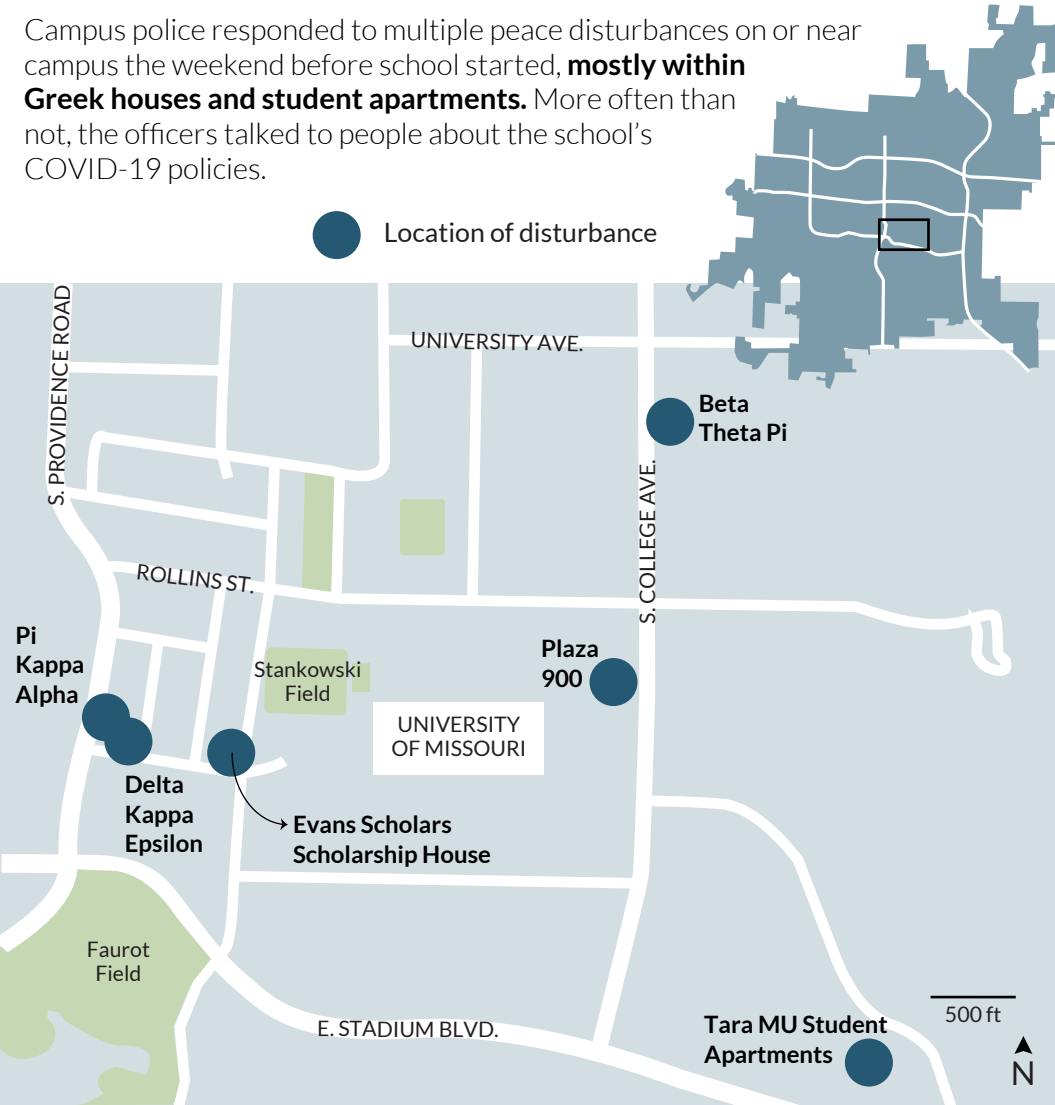 Campus police responded to multiple peace disturbances on or near
campus the weekend before school started, mostly within
Greek houses and student apartments. More often than
not, the officers talked to people about the school's
COVID-19 policies.
Location of disturbance
S. PROVIDENCE ROAD
UNIVERSITY AVE.
Beta
Theta Pi
S. COLLEGE AVE.
ROLLINS ST.
Pi
Kappa
Alpha
Stankowski
Field
Plaza
900
UNIVERSITY
OF MISSOURI
Delta
Kappa
Epsilon
Evans Scholars
Scholarship House
Faurot
Field
E. STADIUM BLVD.
Tara MU Student
Apartments
500 ft
N